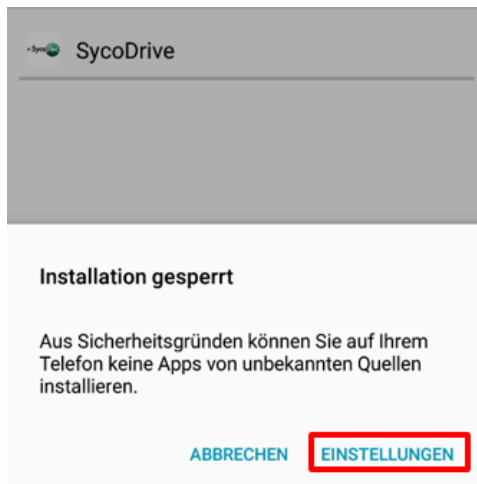 SycoDrive
Installation gesperrt
Aus Sicherheitsgründen können Sie auf Ihrem
Telefon keine Apps von unbekannten Quellen
installieren.
ABBRECHEN EINSTELLUNGEN